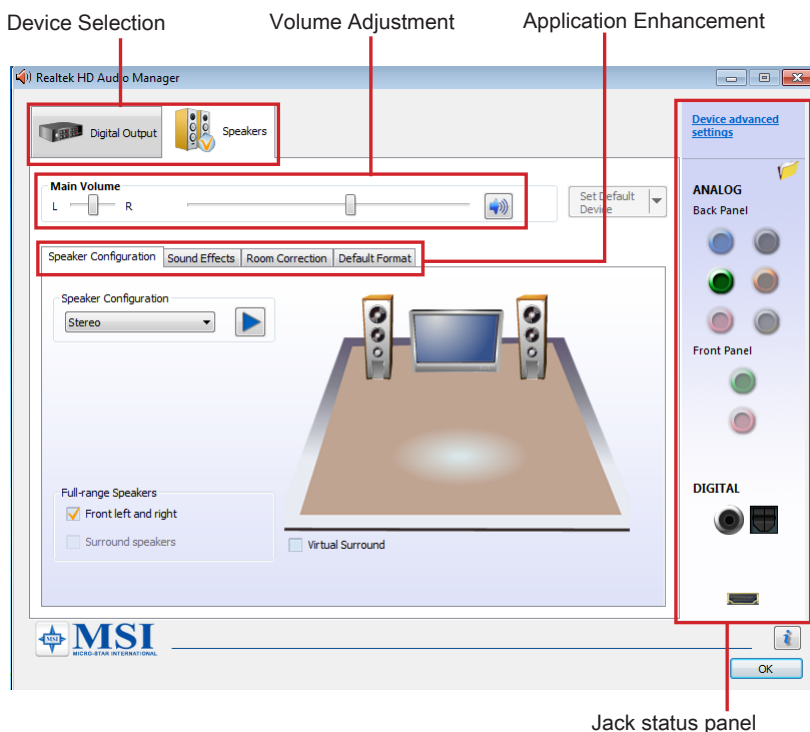 Device Selection
Volume Adjustment
Application Enhancement
Realtek HD Audio Manager
Digital Output
Speakers
Device advanced
settings
Main Volume
L
R
Set Default
Device
ANALOG
Back Panel
Speaker Configuration
Sound Effects
Room Correction
Default Format
Speaker Configuration
Stereo
Front Panel
Full-range Speakers
Front left and right
Surround speakers
Virtual Surround
DIGITAL
MSI
MSI
MICRO-STAR INTERNATIONAL
i
OK
Jack status panel